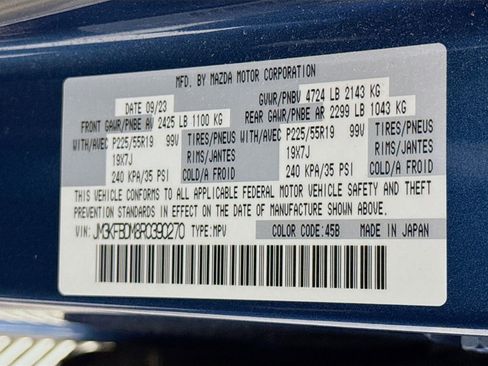 MFD. BY MAZDA MOTOR CORPORATION
DATE 09/23 GVWR/PNBV 4724 LB 2143 KG
FRONT GAWR/PNBE AV 2425 LB 1100 KG REAR GAWR/PNBE AR 2299 LB 1043 KG
WITH/AVEC P225/55R19 99V TIRES/PNEUS WITH/AVEC P225/55R19 99V TIRES/PNEUS
19X7J RIMS/JANTES 19X7J RIMS/JANTES
240 KPA/35 PSI COLD/A FROID 240 KPA/35 PSI COLD/A FROID
THIS VEHICLE CONFORMS TO ALL APPLICABLE FEDERAL MOTOR VEHICLE SAFETY AND THEFT
PREVENTION STANDARDS IN EFFECT ON THE DATE OF MANUFACTURE SHOWN ABOVE.
VIN: JM3KFBDM8R0390270 TYPE:MPV COLOR CODE:45B MADE IN JAPAN